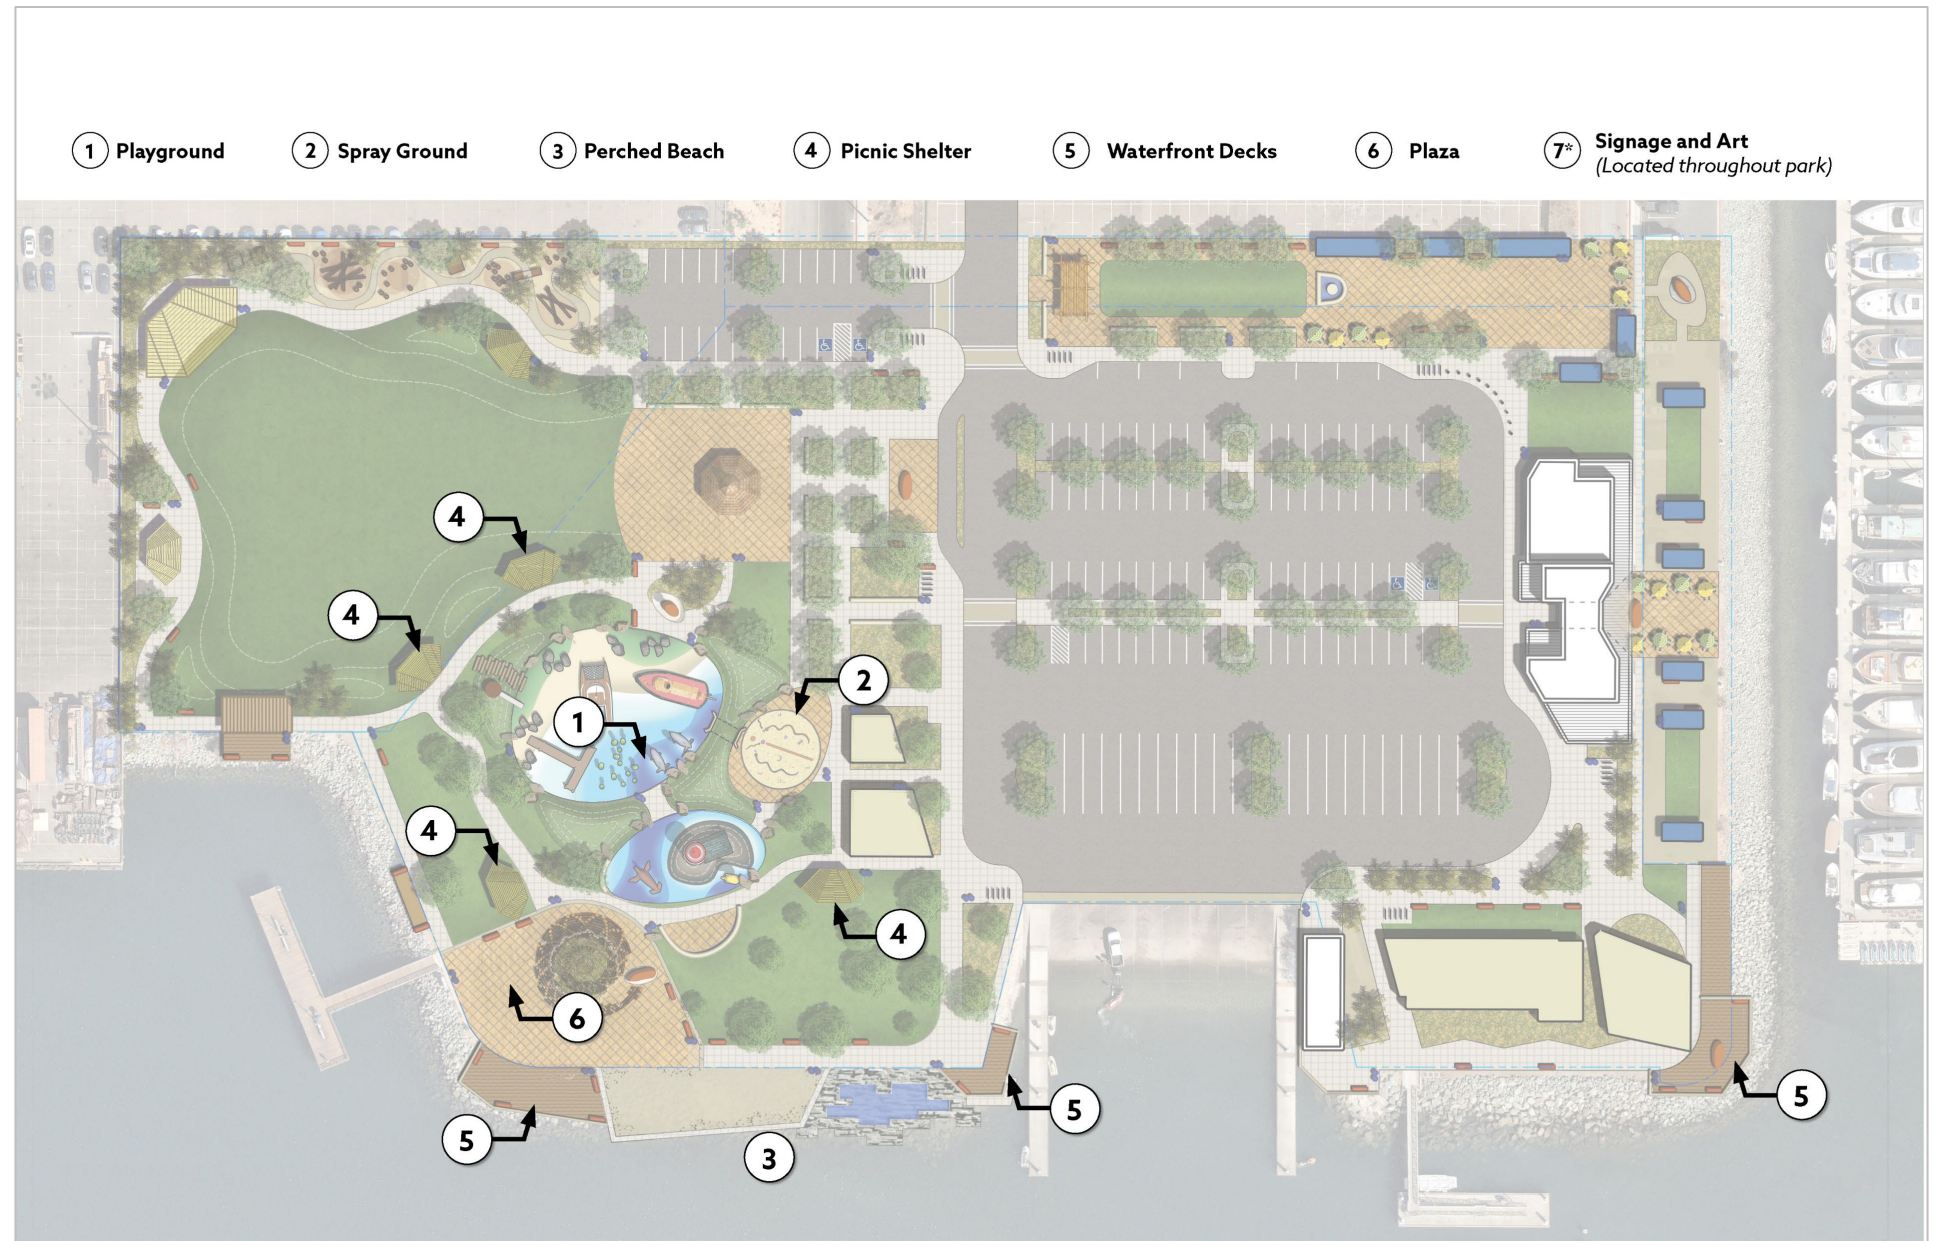 1 Playground
2 Spray Ground
3 Perched Beach
4 Picnic Shelter
5 Waterfront Decks
6 Plaza
7* Signage and Art
(Located throughout park)
4
4
2
1
4
4
6
5
5
5
3